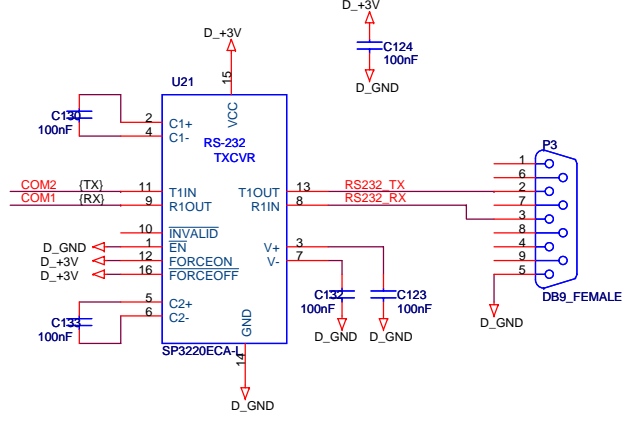 D_+3V
D_+3V
C124
100nF
D_GND
U21
15
VCC
C130
100nF
2
4
C1+
C1-
RS-232
TXCVR
P3
1
6
2
7
3
8
4
9
5
COM2 {TX} 11 T1IN T1OUT 13 RS232_TX
COM1 {RX} 9 R1OUT R1IN 8 RS232_RX
10 INVALID
D_GND 1 EN V+ 3
D_+3V 12 FORCEON V- 7
D_+3V 16 FORCEOFF
C132
100nF
D_GND
C123
100nF
D_GND
DB9_FEMALE
D_GND
5 C2+
6 C2-
C133
100nF
GND
SP3220ECA-L
14
D_GND